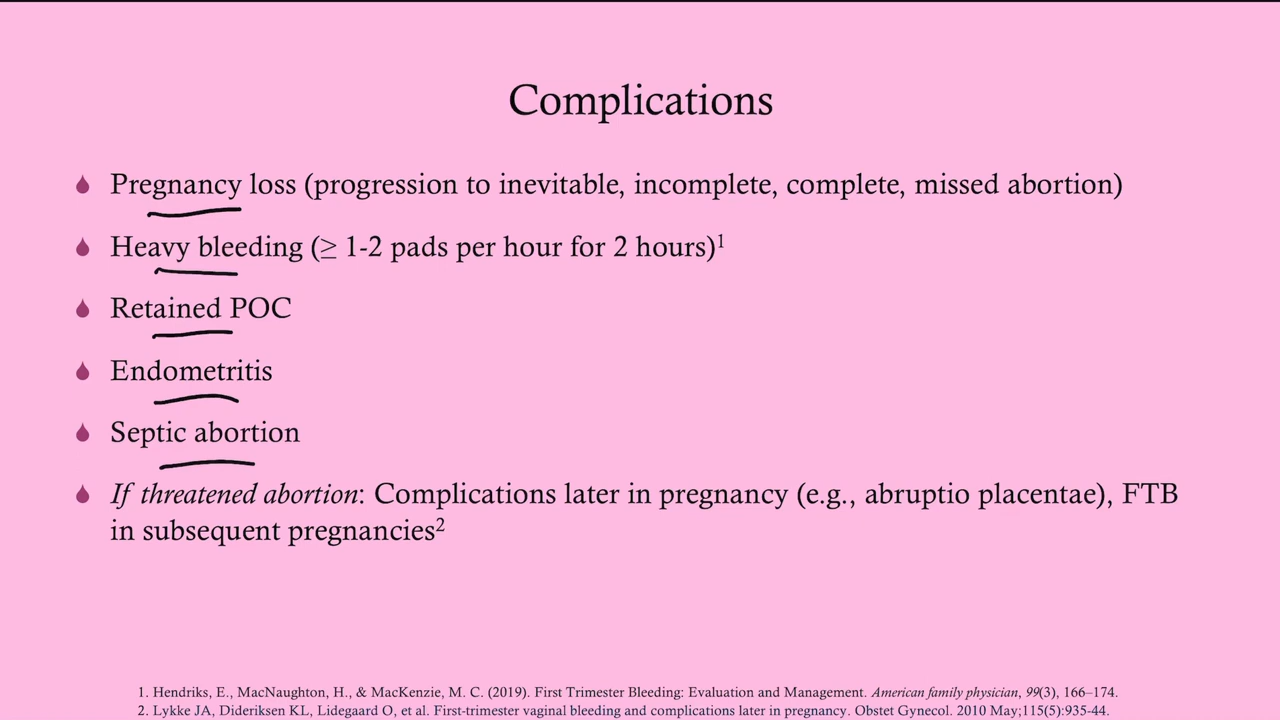 Complications
Pregnancy loss (progression to inevitable, incomplete, complete, missed abortion)
Heavy bleeding (≥ 1-2 pads per hour for 2 hours)1
Retained POC
Endometritis
Septic abortion
If threatened abortion: Complications later in pregnancy (e.g., abruptio placentae), FTB
in subsequent pregnancies2
1. Hendriks, E., MacNaughton, H., & MacKenzie, M. C. (2019). First Trimester Bleeding: Evaluation and Management. American family physician, 99(3), 166–174.
2. Lykke JA, Dideriksen KL, Lidegaard O, et al. First-trimester vaginal bleeding and complications later in pregnancy. Obstet Gynecol. 2010 May;115(5):935-44.